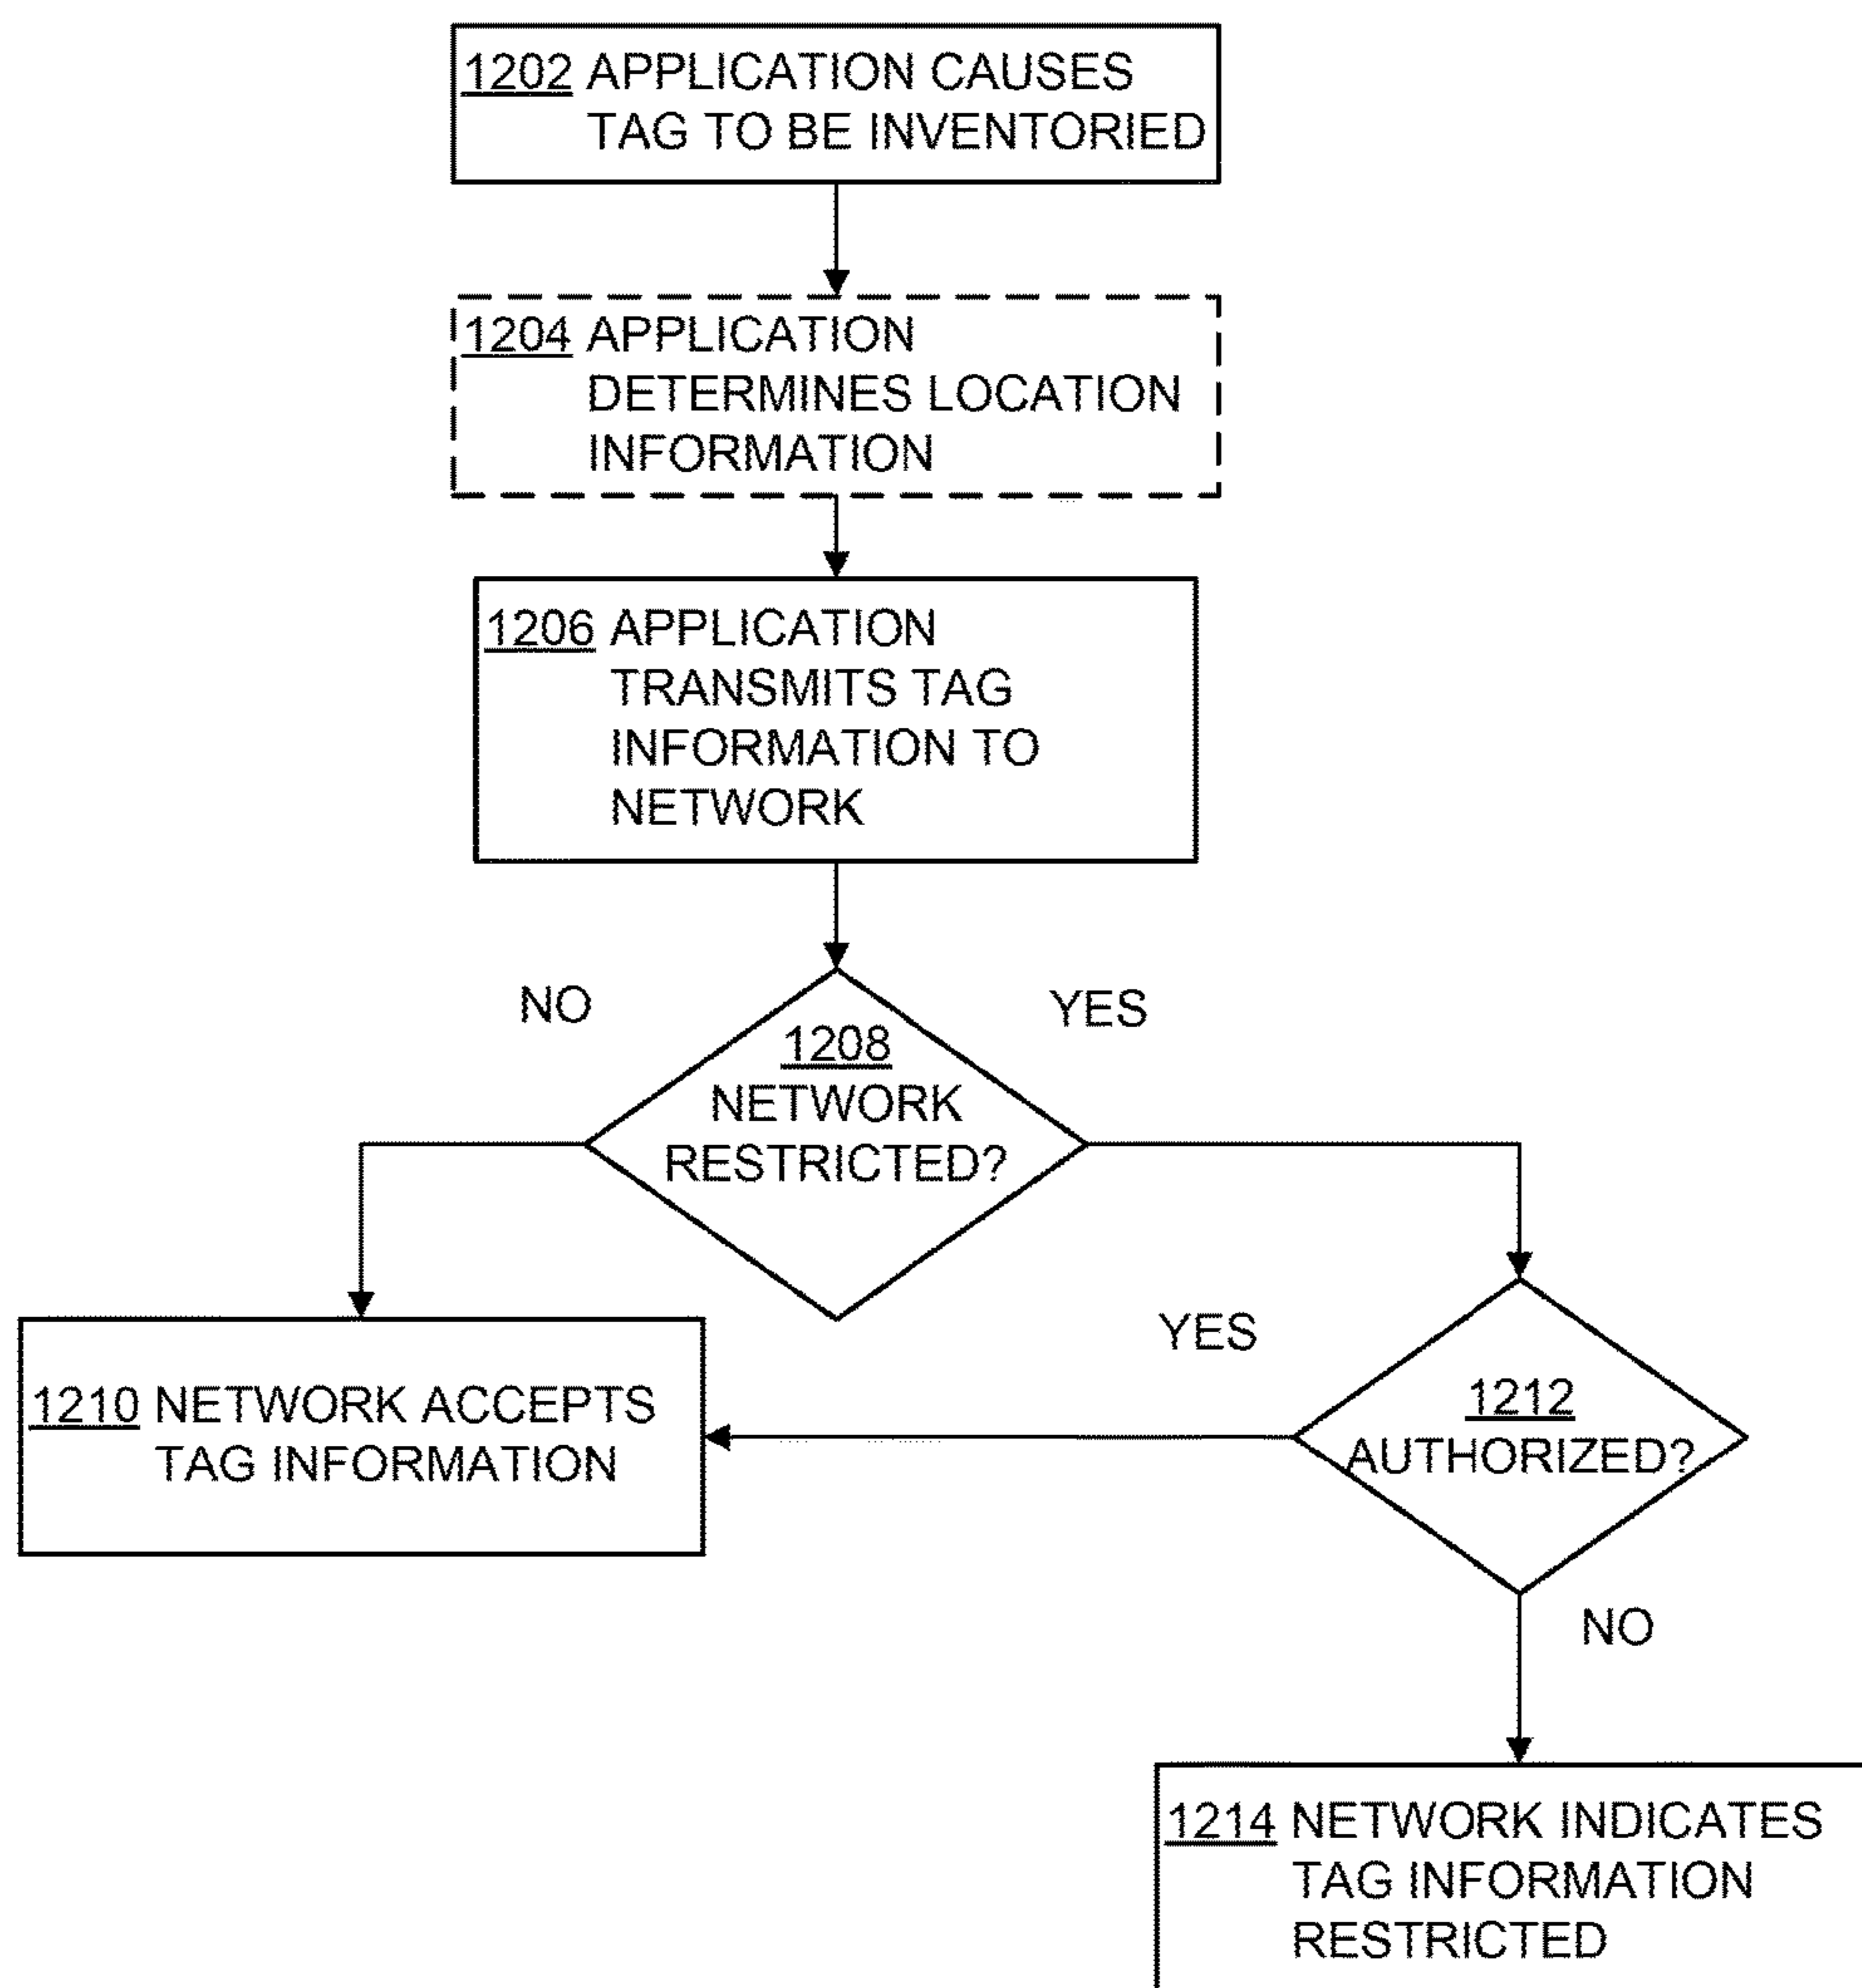 1202 APPLICATION CAUSES
TAG TO BE INVENTORIED
1204 APPLICATION
DETERMINES LOCATION
INFORMATION
1206 APPLICATION
TRANSMITS TAG
INFORMATION TO
NETWORK
NO
YES
1208
NETWORK
RESTRICTED?
YES
1210 NETWORK ACCEPTS
TAG INFORMATION
1212
AUTHORIZED?
NO
1214 NETWORK INDICATES
TAG INFORMATION
RESTRICTED